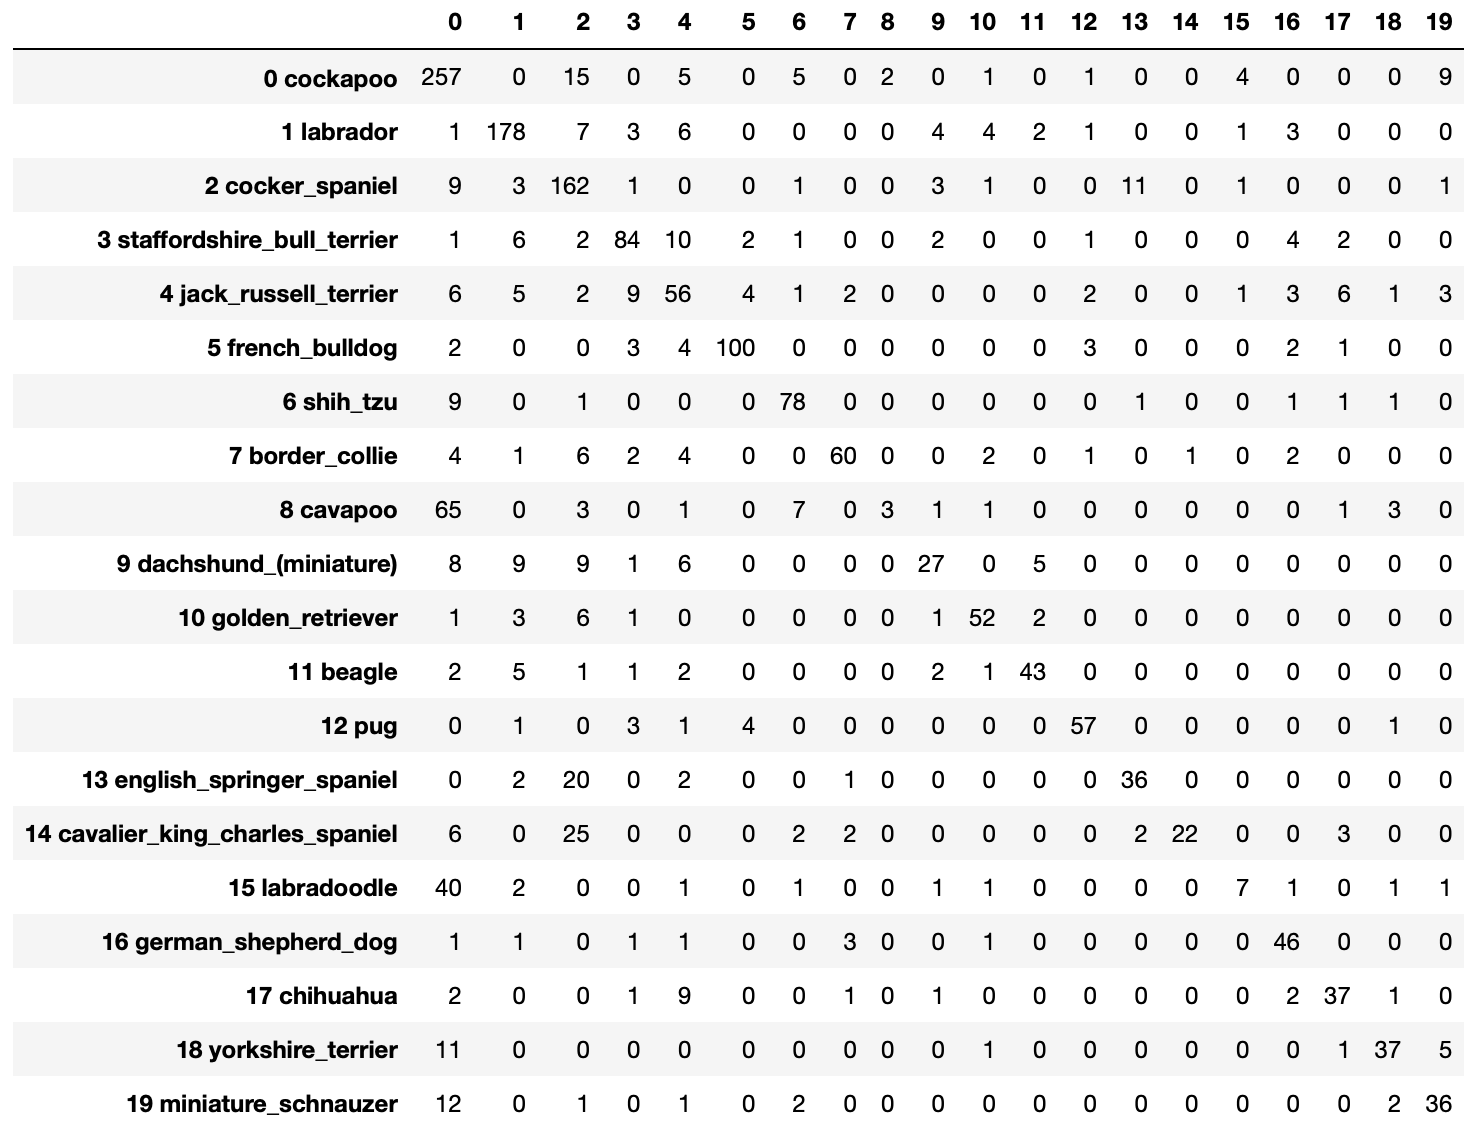 0 1 2 3 4 5 6 7 8 9 10 11 12 13 14 15 16 17 18 19
0 cockapoo 257 0 15 0 5 0 5 0 2 0 1 0 1 0 0 4 0 0 0 9
1 labrador 1 178 7 3 6 0 0 0 0 4 4 2 1 0 0 1 3 0 0 0
2 cocker_spaniel 9 3 162 1 0 0 1 0 0 3 1 0 0 11 0 1 0 0 0 1
3 staffordshire_bull_terrier 1 6 2 84 10 2 1 0 0 2 0 0 1 0 0 0 4 2 0 0
4 jack_russell_terrier 6 5 2 9 56 4 1 2 0 0 0 0 2 0 0 1 3 6 1 3
5 french_bulldog 2 0 0 3 4 100 0 0 0 0 0 0 3 0 0 0 2 1 0 0
6 shih_tzu 9 0 1 0 0 0 78 0 0 0 0 0 0 1 0 0 1 1 1 0
7 border_collie 4 1 6 2 4 0 0 60 0 0 2 0 1 0 1 0 2 0 0 0
8 cavapoo 65 0 3 0 1 0 7 0 3 1 1 0 0 0 0 0 0 1 3 0
9 dachshund_(miniature) 8 9 9 1 6 0 0 0 0 27 0 5 0 0 0 0 0 0 0 0
10 golden_retriever 1 3 6 1 0 0 0 0 0 1 52 2 0 0 0 0 0 0 0 0
11 beagle 2 5 1 1 2 0 0 0 0 2 1 43 0 0 0 0 0 0 0 0
12 pug 0 1 0 3 1 4 0 0 0 0 0 0 57 0 0 0 0 0 1 0
13 english_springer_spaniel 0 2 20 0 2 0 0 1 0 0 0 0 0 36 0 0 0 0 0 0
14 cavalier_king_charles_spaniel 6 0 25 0 0 0 2 2 0 0 0 0 0 2 22 0 0 3 0 0
15 labradoodle 40 2 0 0 1 0 1 0 0 1 1 0 0 0 0 7 1 0 1 1
16 german_shepherd_dog 1 1 0 1 1 0 0 3 0 0 1 0 0 0 0 0 46 0 0 0
17 chihuahua 2 0 0 1 9 0 0 1 0 1 0 0 0 0 0 0 2 37 1 0
18 yorkshire_terrier 11 0 0 0 0 0 0 0 0 0 1 0 0 0 0 0 0 1 37 5
19 miniature_schnauzer 12 0 1 0 1 0 2 0 0 0 0 0 0 0 0 0 0 0 2 36